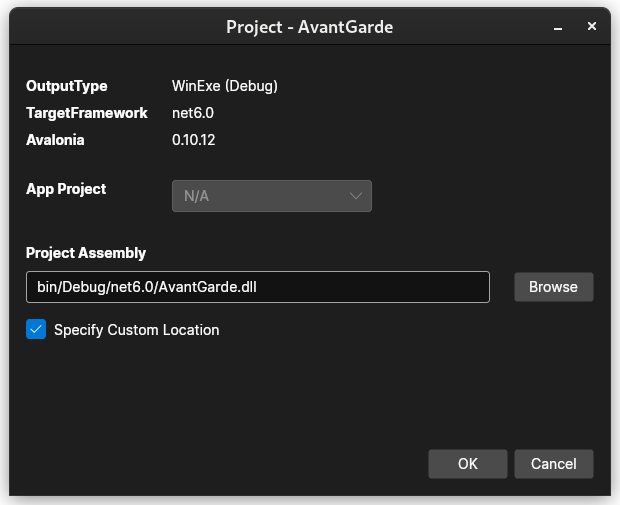 Project - AvantGarde
OutputType WinExe (Debug)
TargetFramework net6.0
Avalonia 0.10.12
App Project N/A
Project Assembly
bin/Debug/net6.0/AvantGarde.dll Browse
Specify Custom Location
OK Cancel